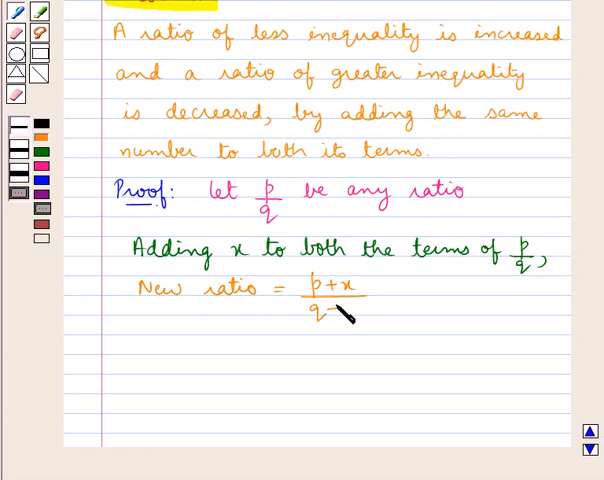 A ratio of less inequality is increased
and a ratio of greater inequality
is decreased, by adding the same
number to both its terms.
Proof: Let p/q be any ratio
Adding x to both the terms of p/q,
New ratio = p+x
q-